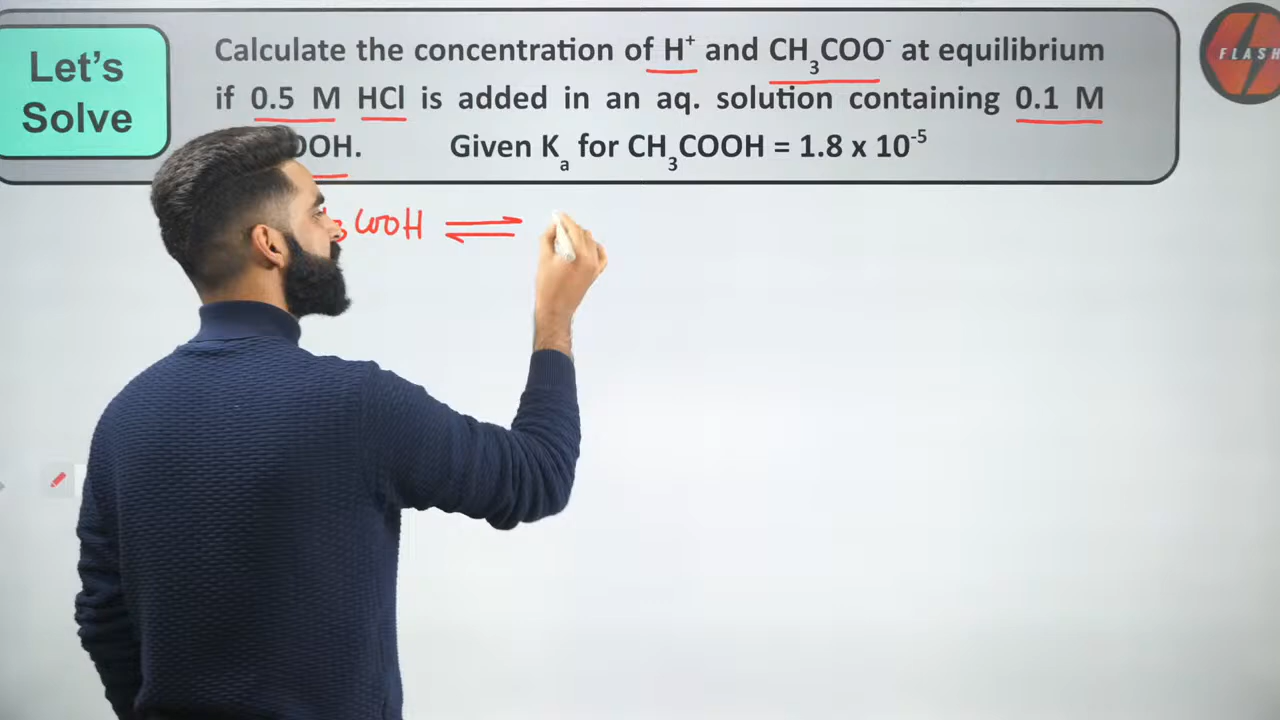 Let's
Solve
Calculate the concentration of H⁺ and CH₃COO⁻ at equilibrium
if 0.5 M HCl is added in an aq. solution containing 0.1 M
OOH. Given Kₐ for CH₃COOH = 1.8 x 10⁻⁵
₃COOH ⇌
FLASH